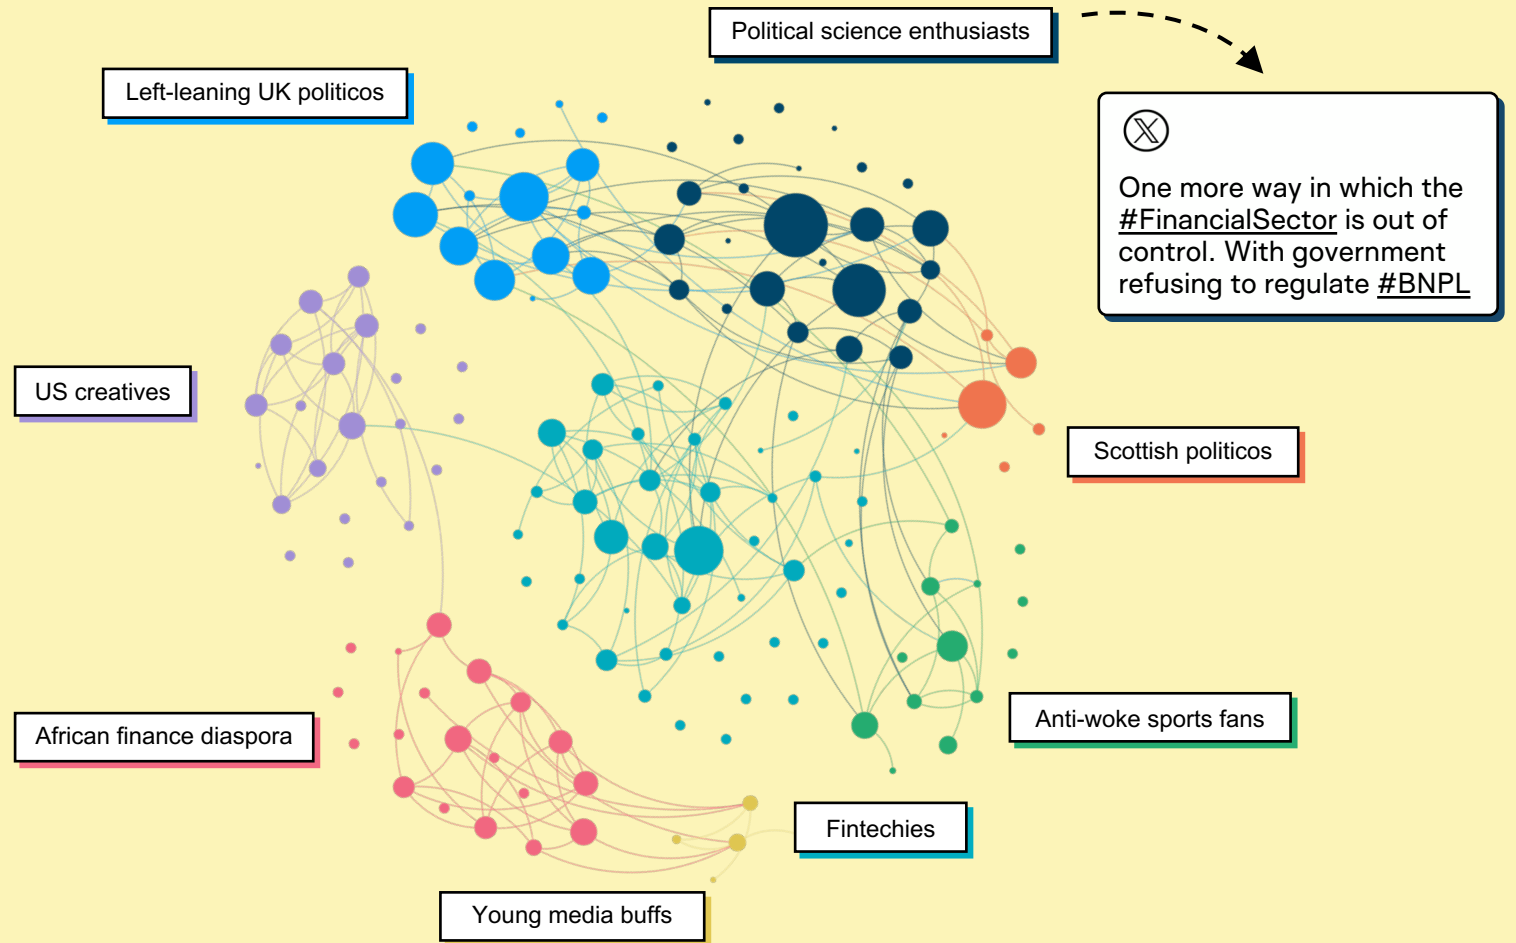 Political science enthusiasts
Left-leaning UK politicos
One more way in which the
#FinancialSector is out of
control. With government
refusing to regulate #BNPL
US creatives
Scottish politicos
African finance diaspora
Anti-woke sports fans
Fintechies
Young media buffs